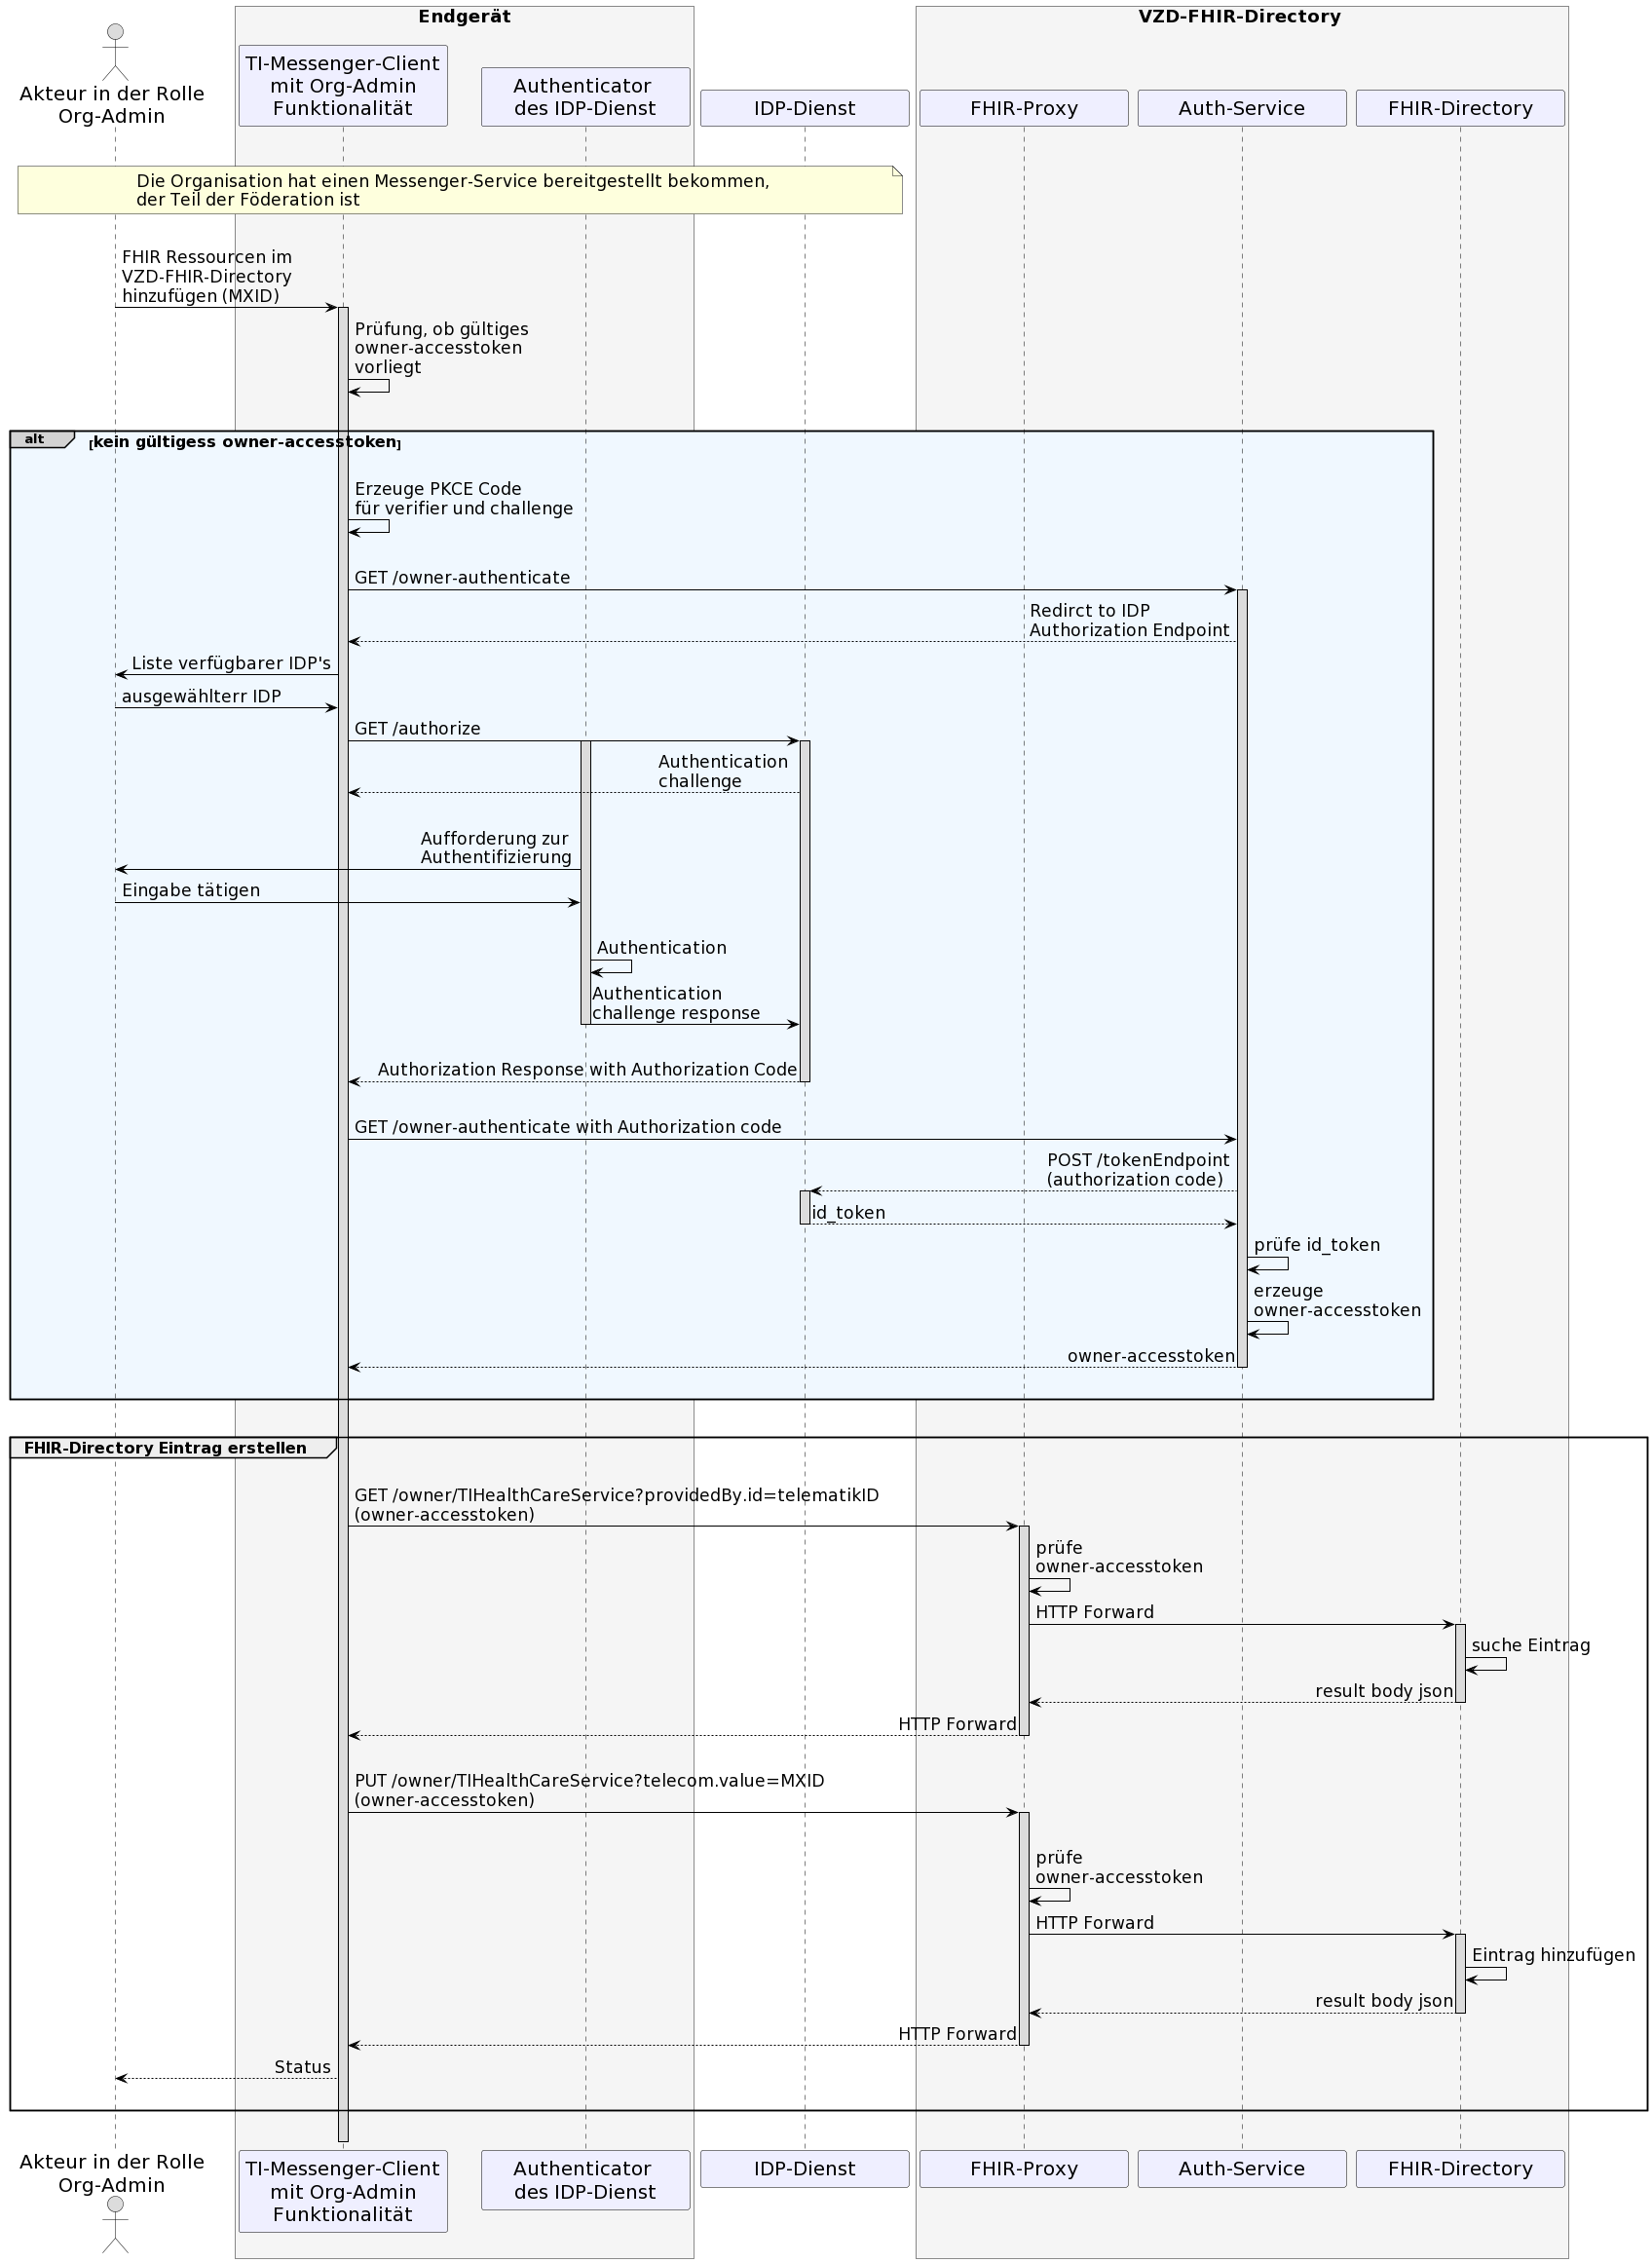 Endgerät
VZD-FHIR-Directory
Akteur in der Rolle
Org-Admin
TI-Messenger-Client
mit Org-Admin
Funktionalität
Authenticator
des IDP-Dienst
IDP-Dienst
FHIR-Proxy
Auth-Service
FHIR-Directory
Die Organisation hat einen Messenger-Service bereitgestellt bekommen,
der Teil der Föderation ist
FHIR Ressourcen im
VZD-FHIR-Directory
hinzufügen (MXID)
Prüfung, ob gültiges
owner-accesstoken
vorliegt
alt
[kein gültigess owner-accesstoken]
Erzeuge PKCE Code
für verifier und challenge
GET /owner-authenticate
Redirct to IDP
Authorization Endpoint
Liste verfügbarer IDP's
ausgewählterr IDP
GET /authorize
Authentication
challenge
Aufforderung zur
Authentifizierung
Eingabe tätigen
Authentication
Authentication
challenge response
Authorization Response with Authorization Code
GET /owner-authenticate with Authorization code
POST /tokenEndpoint
(authorization code)
id_token
prüfe id_token
erzeuge
owner-accesstoken
owner-accesstoken
FHIR-Directory Eintrag erstellen
GET /owner/TIHealthCareService?providedBy.id=telematikID
(owner-accesstoken)
prüfe
owner-accesstoken
HTTP Forward
suche Eintrag
result body json
HTTP Forward
PUT /owner/TIHealthCareService?telecom.value=MXID
(owner-accesstoken)
prüfe
owner-accesstoken
HTTP Forward
Eintrag hinzufügen
result body json
HTTP Forward
Status
Akteur in der Rolle
Org-Admin
TI-Messenger-Client
mit Org-Admin
Funktionalität
Authenticator
des IDP-Dienst
IDP-Dienst
FHIR-Proxy
Auth-Service
FHIR-Directory